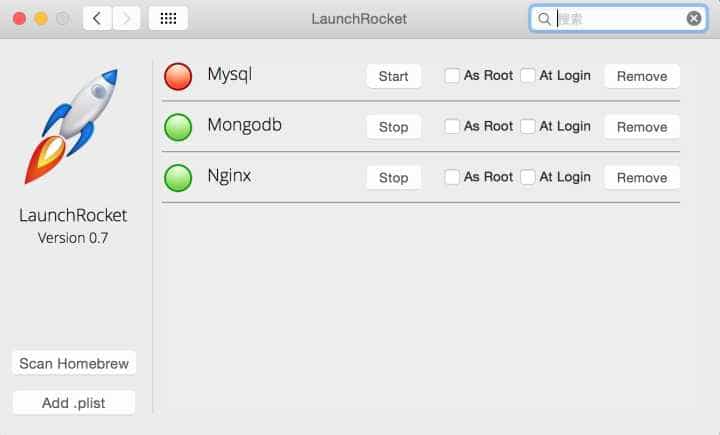 LaunchRocket
搜索
Mysql Start As Root At Login Remove
Mongodb Stop As Root At Login Remove
Nginx Stop As Root At Login Remove
LaunchRocket
Version 0.7
Scan Homebrew
Add .plist